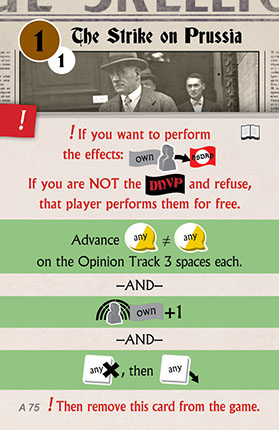 1
1
The Strike on Prussia
!
! If you want to perform
the effects: own NSDAP
If you are NOT the DNVP and refuse,
that player performs them for free.
Advance any ≠ any
on the Opinion Track 3 spaces each.
–AND–
own +1
–AND–
any, then any
A 75 ! Then remove this card from the game.